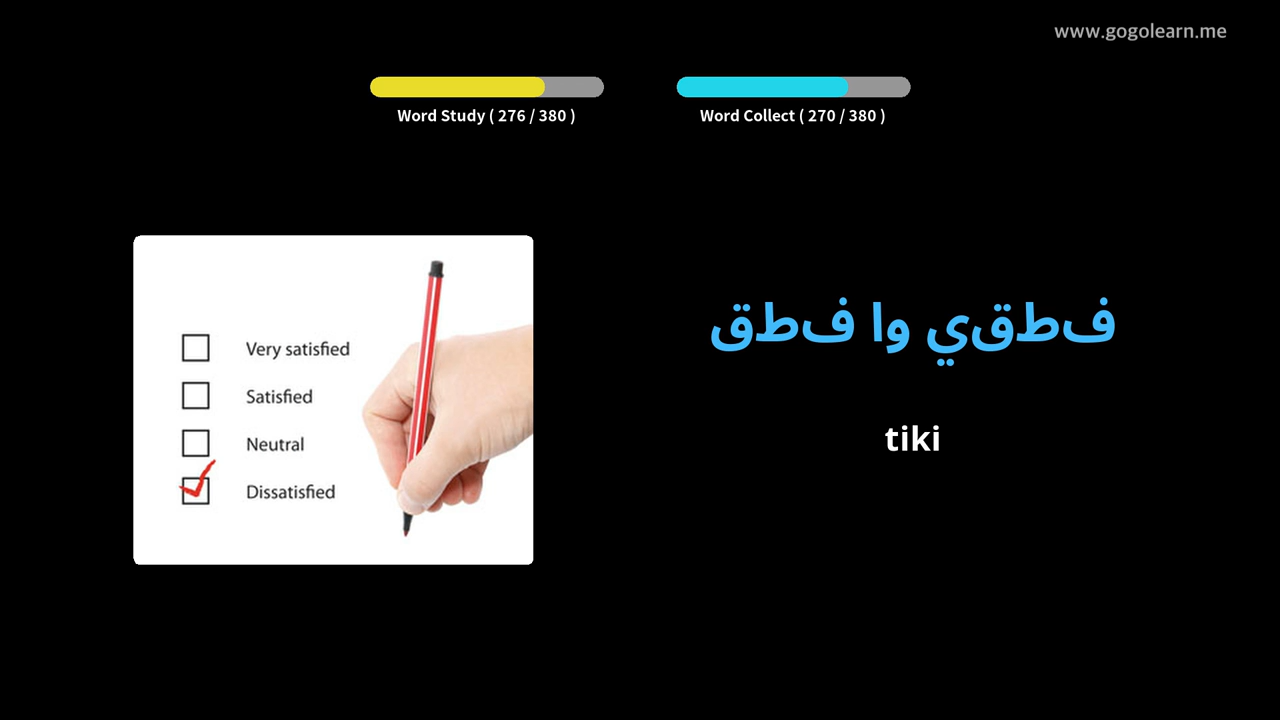 www.gogolearn.me
Word Study ( 276 / 380 )
Word Collect ( 270 / 380 )
Very satisfied
Satisfied
Neutral
Dissatisfied
فطقي وا فطق
tiki